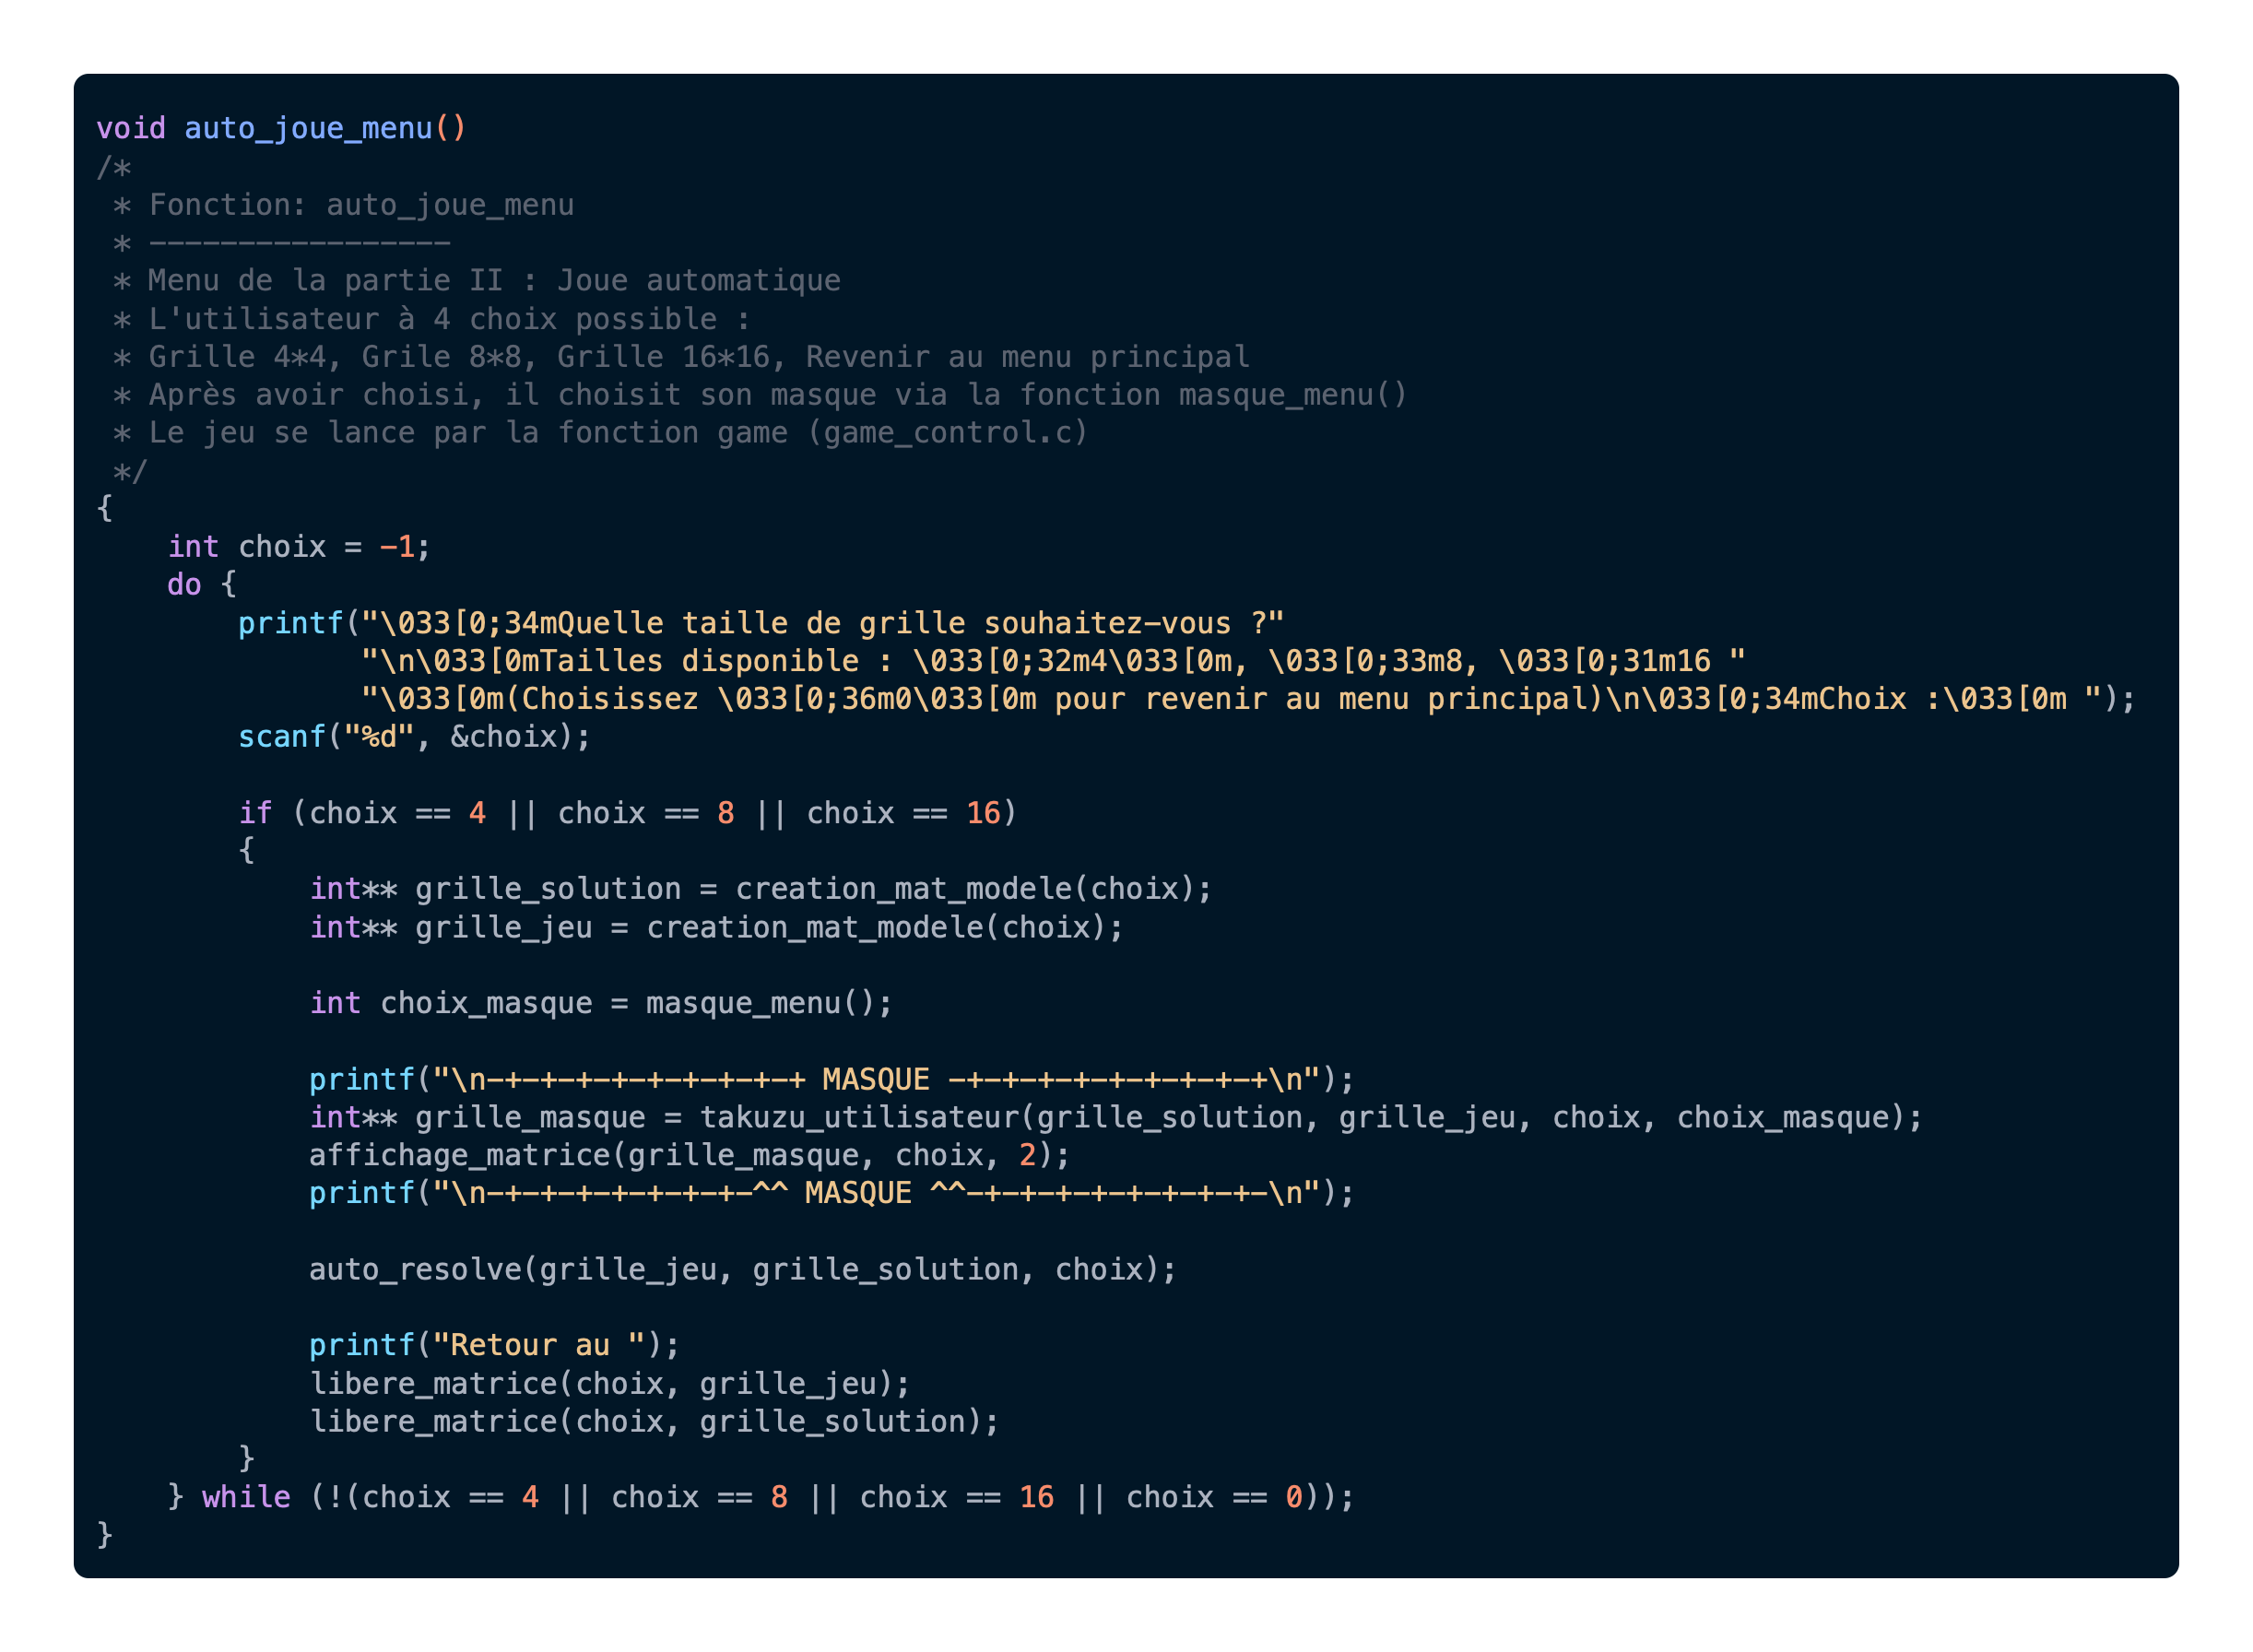 void auto_joue_menu()
/*
 * Fonction: auto_joue_menu
 * -----------------
 * Menu de la partie II : Joue automatique
 * L'utilisateur à 4 choix possible :
 * Grille 4*4, Grile 8*8, Grille 16*16, Revenir au menu principal
 * Après avoir choisi, il choisit son masque via la fonction masque_menu()
 * Le jeu se lance par la fonction game (game_control.c)
 */
{
    int choix = -1;
    do {
        printf("\033[0;34mQuelle taille de grille souhaitez-vous ?"
               "\n\033[0mTailles disponible : \033[0;32m4\033[0m, \033[0;33m8, \033[0;31m16 "
               "\033[0m(Choisissez \033[0;36m0\033[0m pour revenir au menu principal)\n\033[0;34mChoix :\033[0m ");
        scanf("%d", &choix);

        if (choix == 4 || choix == 8 || choix == 16)
        {
            int** grille_solution = creation_mat_modele(choix);
            int** grille_jeu = creation_mat_modele(choix);

            int choix_masque = masque_menu();

            printf("\n-+-+-+-+-+-+-+-+-+ MASQUE -+-+-+-+-+-+-+-+-+\n");
            int** grille_masque = takuzu_utilisateur(grille_solution, grille_jeu, choix, choix_masque);
            affichage_matrice(grille_masque, choix, 2);
            printf("\n-+-+-+-+-+-+-+-^^ MASQUE ^^-+-+-+-+-+-+-+-+-\n");

            auto_resolve(grille_jeu, grille_solution, choix);

            printf("Retour au ");
            libere_matrice(choix, grille_jeu);
            libere_matrice(choix, grille_solution);
        }
    } while (!(choix == 4 || choix == 8 || choix == 16 || choix == 0));
}